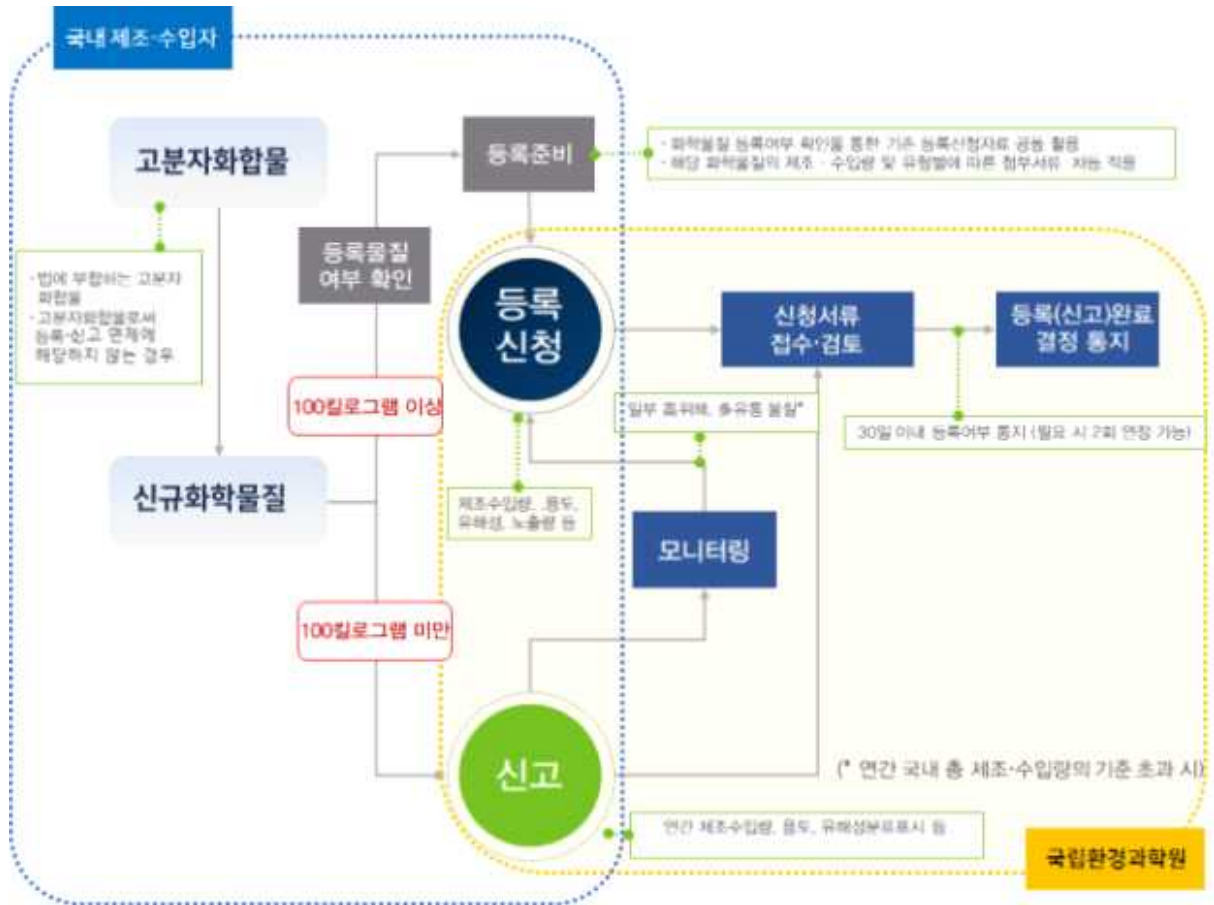 국내 제조·수입자
고분자화합물
·법에 부합하는 고분자
화합물
·고분자화합물로써
등록·신고 면제에
해당하지 않는 경우
신규화학물질
등록물질
여부 확인
100킬로그램 이상
100킬로그램 미만
등록준비
· 화학물질 등록여부 확인을 통한 기존 등록신청자료 공동 활용
· 해당 화학물질의 제조 · 수입량 및 유형별에 따른 첨부서류 차등 적용
등록
신청
제조수입량, 용도,
유해성, 노출량 등
신청서류
접수·검토
등록(신고)완료
결정 통지
일부 高위해, 多유통 물질*
30일 이내 등록여부 통지 (필요 시 2회 연장 가능)
모니터링
신고
(* 연간 국내 총 제조·수입량의 기준 초과 시)
연간 제조수입량, 용도, 유해성분류표시 등
국립환경과학원